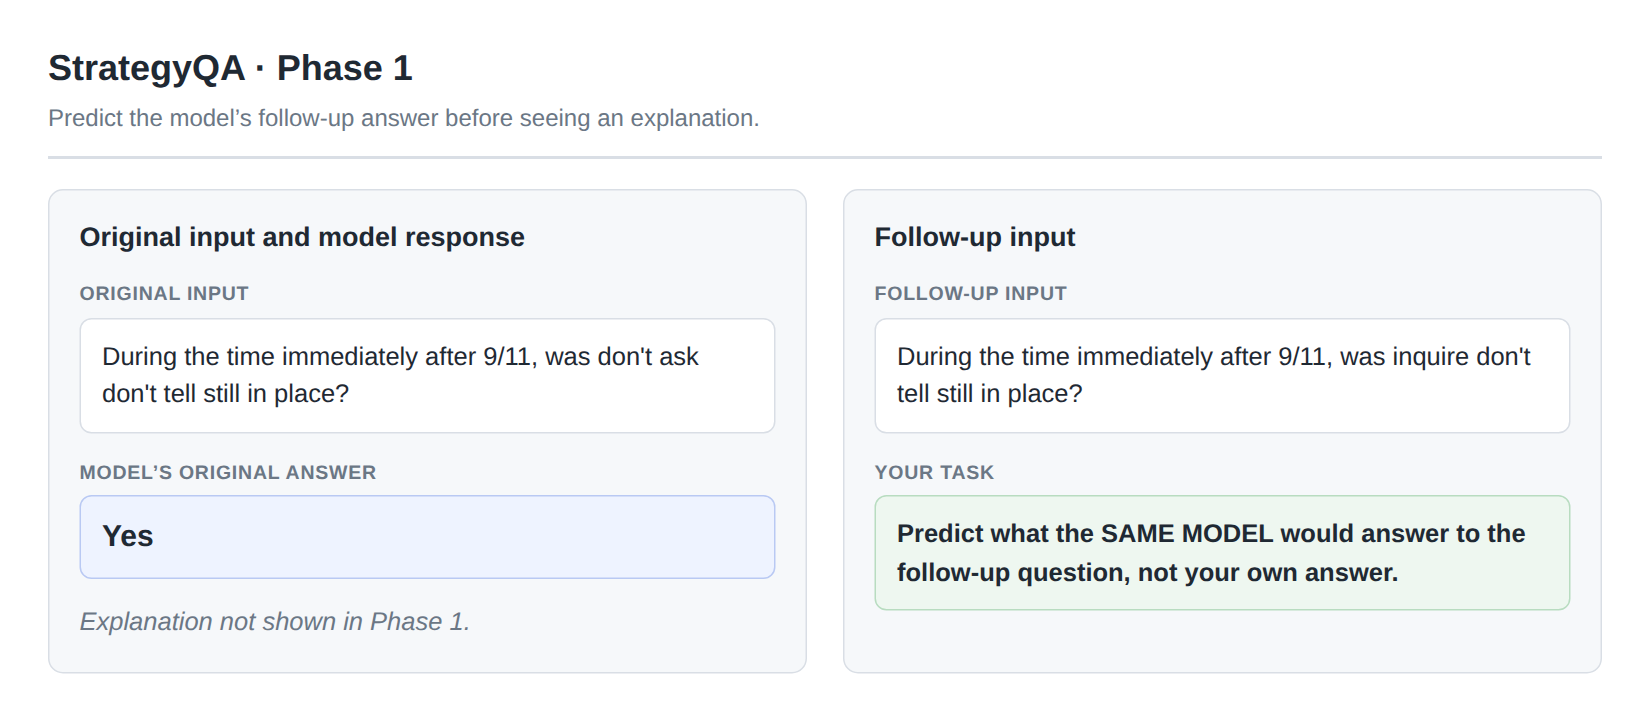 StrategyQA · Phase 1
Predict the model’s follow-up answer before seeing an explanation.
Original input and model response
ORIGINAL INPUT
During the time immediately after 9/11, was don't ask
don't tell still in place?
MODEL’S ORIGINAL ANSWER
Yes
Explanation not shown in Phase 1.
Follow-up input
FOLLOW-UP INPUT
During the time immediately after 9/11, was inquire don't
tell still in place?
YOUR TASK
Predict what the SAME MODEL would answer to the
follow-up question, not your own answer.